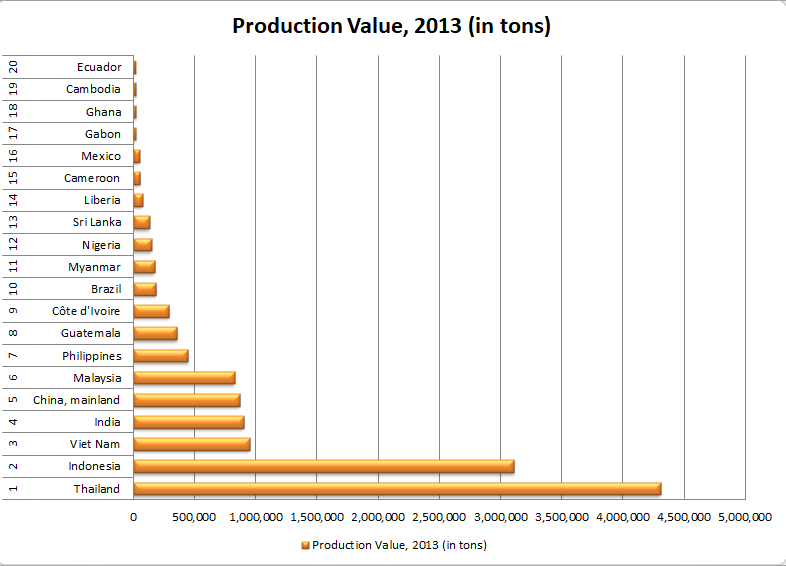 Production Value, 2013 (in tons)
20 Ecuador
19 Cambodia
18 Ghana
17 Gabon
16 Mexico
15 Cameroon
14 Liberia
13 Sri Lanka
12 Nigeria
11 Myanmar
10 Brazil
9 Côte d'Ivoire
8 Guatemala
7 Philippines
6 Malaysia
5 China, mainland
4 India
3 Viet Nam
2 Indonesia
1 Thailand
0 500,000 1,000,000 1,500,000 2,000,000 2,500,000 3,000,000 3,500,000 4,000,000 4,500,000 5,000,000
Production Value, 2013 (in tons)